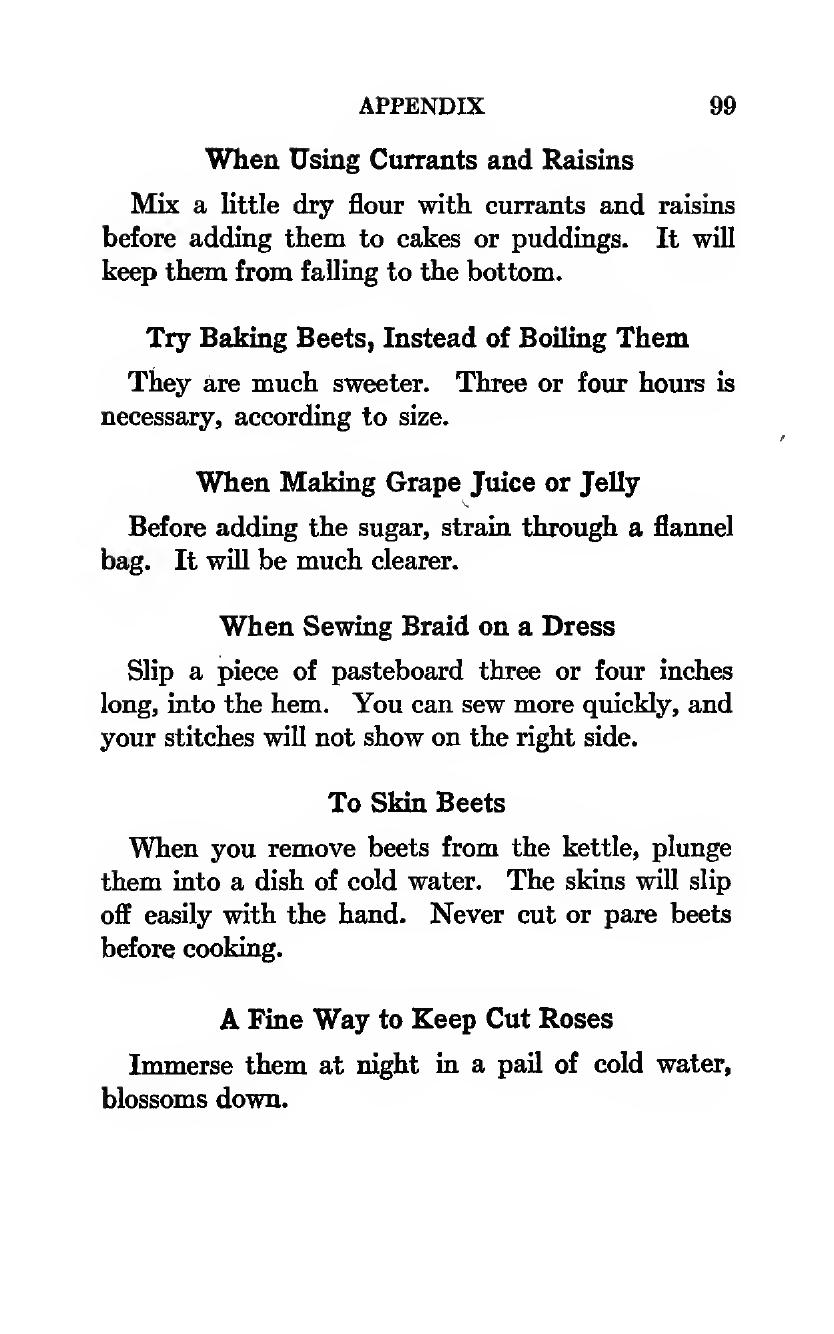 APPENDIX 99
When Using Currants and Raisins
Mix a little dry flour with currants and raisins
before adding them to cakes or puddings. It will
keep them from falling to the bottom.
Try Baking Beets, Instead of Boiling Them
They are much sweeter. Three or four hours is
necessary, according to size.
When Making Grape Juice or Jelly
Before adding the sugar, strain through a flannel
bag. It will be much clearer.
When Sewing Braid on a Dress
Slip a piece of pasteboard three or four inches
long, into the hem. You can sew more quickly, and
your stitches will not show on the right side.
To Skin Beets
When you remove beets from the kettle, plunge
them into a dish of cold water. The skins will slip
off easily with the hand. Never cut or pare beets
before cooking.
A Fine Way to Keep Cut Roses
Immerse them at night in a pail of cold water,
blossoms down.